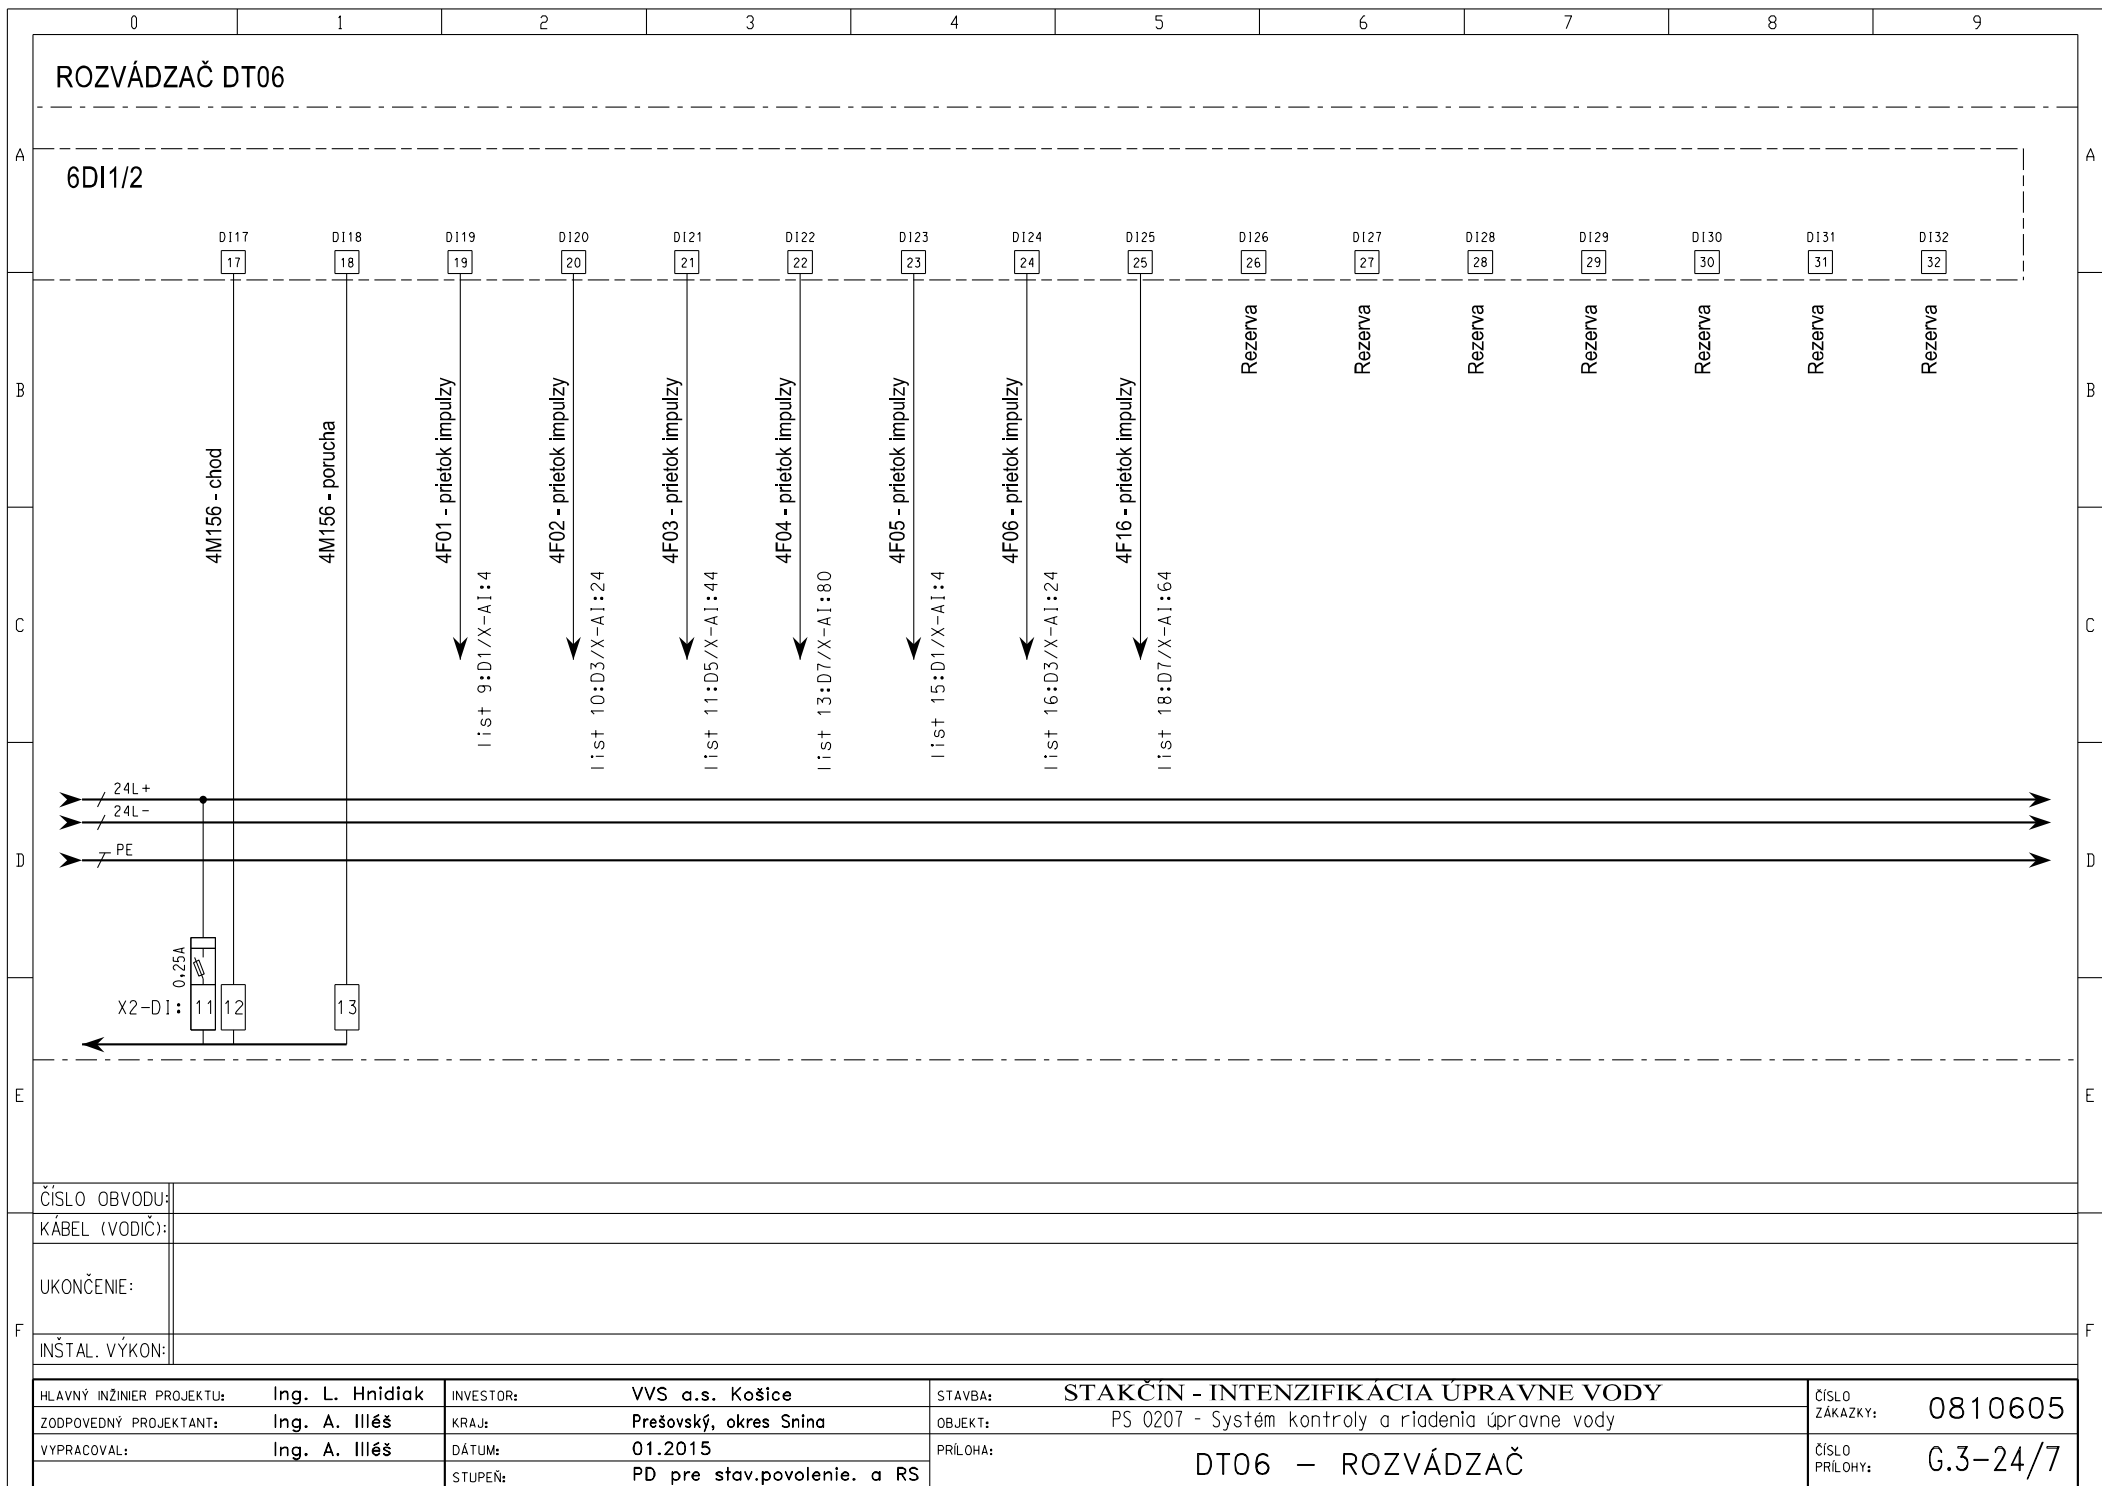 0 1 2 3 4 5 6 7 8 9
ROZVÁDZAČ DT06
A A
6DI1/2
DI17 DI18 DI19 DI20 DI21 DI22 DI23 DI24 DI25 DI26 DI27 DI28 DI29 DI30 DI31 DI32
17 18 19 20 21 22 23 24 25 26 27 28 29 30 31 32
B B
4M156 - chod
4M156 - porucha
4F01 - prietok impulzy
4F02 - prietok impulzy
4F03 - prietok impulzy
4F04 - prietok impulzy
4F05 - prietok impulzy
4F06 - prietok impulzy
4F16 - prietok impulzy
Rezerva
Rezerva
Rezerva
Rezerva
Rezerva
Rezerva
Rezerva
C C
list 9:D1/X-AI:4
list 10:D3/X-AI:24
list 11:D5/X-AI:44
list 13:D7/X-AI:80
list 15:D1/X-AI:4
list 16:D3/X-AI:24
list 18:D7/X-AI:64
24L+
24L-
PE
D D
0,25A
X2-DI: 11 12 13
E E
ČÍSLO OBVODU:
KÁBEL (VODIČ):
UKONČENIE:
F F
INŠTAL. VÝKON:
HLAVNÝ INŽINIER PROJEKTU: Ing. L. Hnidiak
ZODPOVEDNÝ PROJEKTANT: Ing. A. Illéš
VYPRACOVAL: Ing. A. Illéš
INVESTOR: VVS a.s. Košice
KRAJ: Prešovský, okres Snina
DÁTUM: 01.2015
STUPEŇ: PD pre stav.povolenie. a RS
STAVBA: STAKČÍN - INTENZIFIKÁCIA ÚPRAVNE VODY
OBJEKT: PS 0207 - Systém kontroly a riadenia úpravne vody
PRÍLOHA: DT06 – ROZVÁDZAČ
ČÍSLO ZÁKAZKY: 0810605
ČÍSLO PRÍLOHY: G.3-24/7